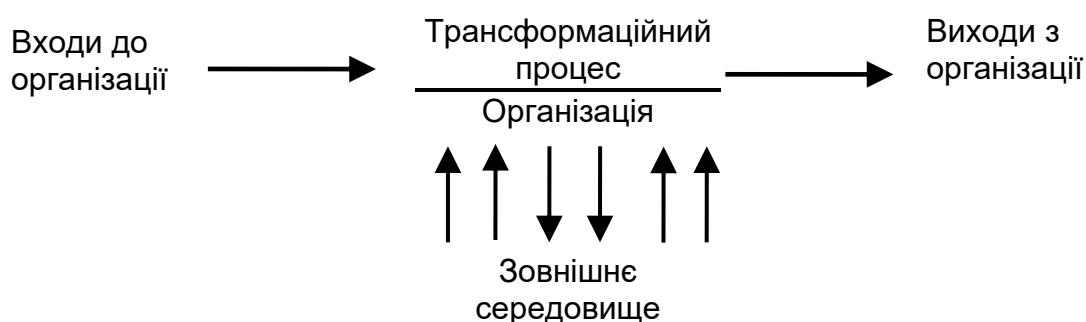 Входи до
організації
Трансформаційний
процес
Організація
Виходи з
організації
Зовнішнє
середовище